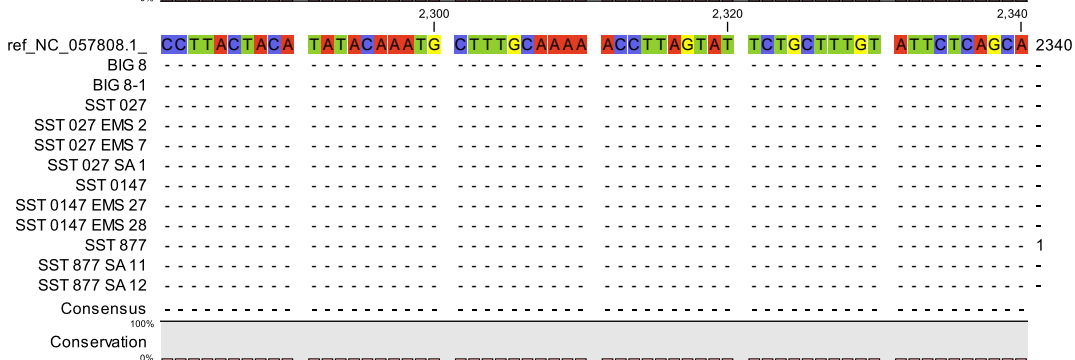 0%
2,300 2,320 2,340
ref_NC_057808.1_ CCTTACTACA TATACAAATG CTTTGCAAAA ACCTTAGTAT TCTGCTTTGT ATTCTCAGCA 2340
BIG 8 ---------- ---------- ---------- ---------- ---------- ---------- -
BIG 8-1 ---------- ---------- ---------- ---------- ---------- ---------- -
SST 027 ---------- ---------- ---------- ---------- ---------- ---------- -
SST 027 EMS 2 ---------- ---------- ---------- ---------- ---------- ---------- -
SST 027 EMS 7 ---------- ---------- ---------- ---------- ---------- ---------- -
SST 027 SA 1 ---------- ---------- ---------- ---------- ---------- ---------- -
SST 0147 ---------- ---------- ---------- ---------- ---------- ---------- -
SST 0147 EMS 27 ---------- ---------- ---------- ---------- ---------- ---------- -
SST 0147 EMS 28 ---------- ---------- ---------- ---------- ---------- ---------- -
SST 877 ---------- ---------- ---------- ---------- ---------- ---------- 1
SST 877 SA 11 ---------- ---------- ---------- ---------- ---------- ---------- -
SST 877 SA 12 ---------- ---------- ---------- ---------- ---------- ---------- -
Consensus ---------- ---------- ---------- ---------- ---------- ----------
100%
Conservation
0%